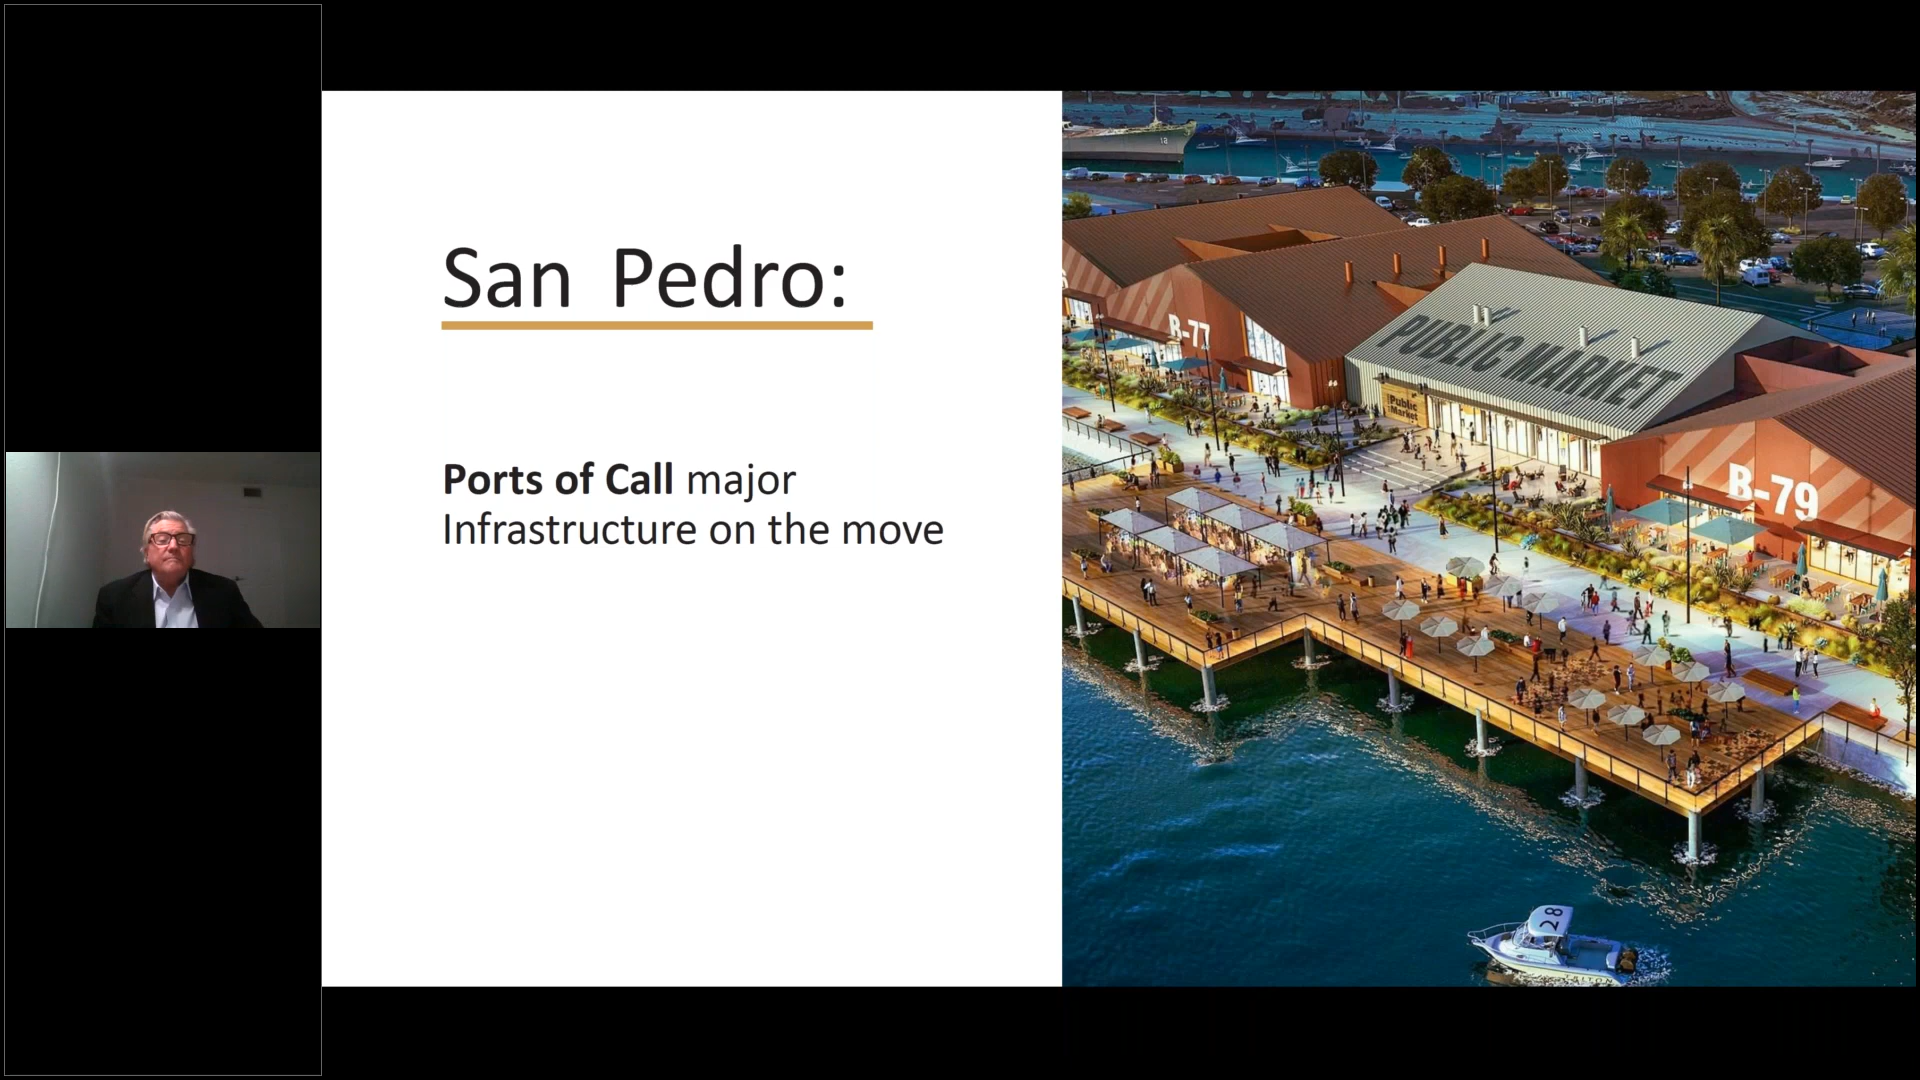 San Pedro:
Ports of Call major
Infrastructure on the move
B-77
PUBLIC MARKET
Public
Market
B-79
28